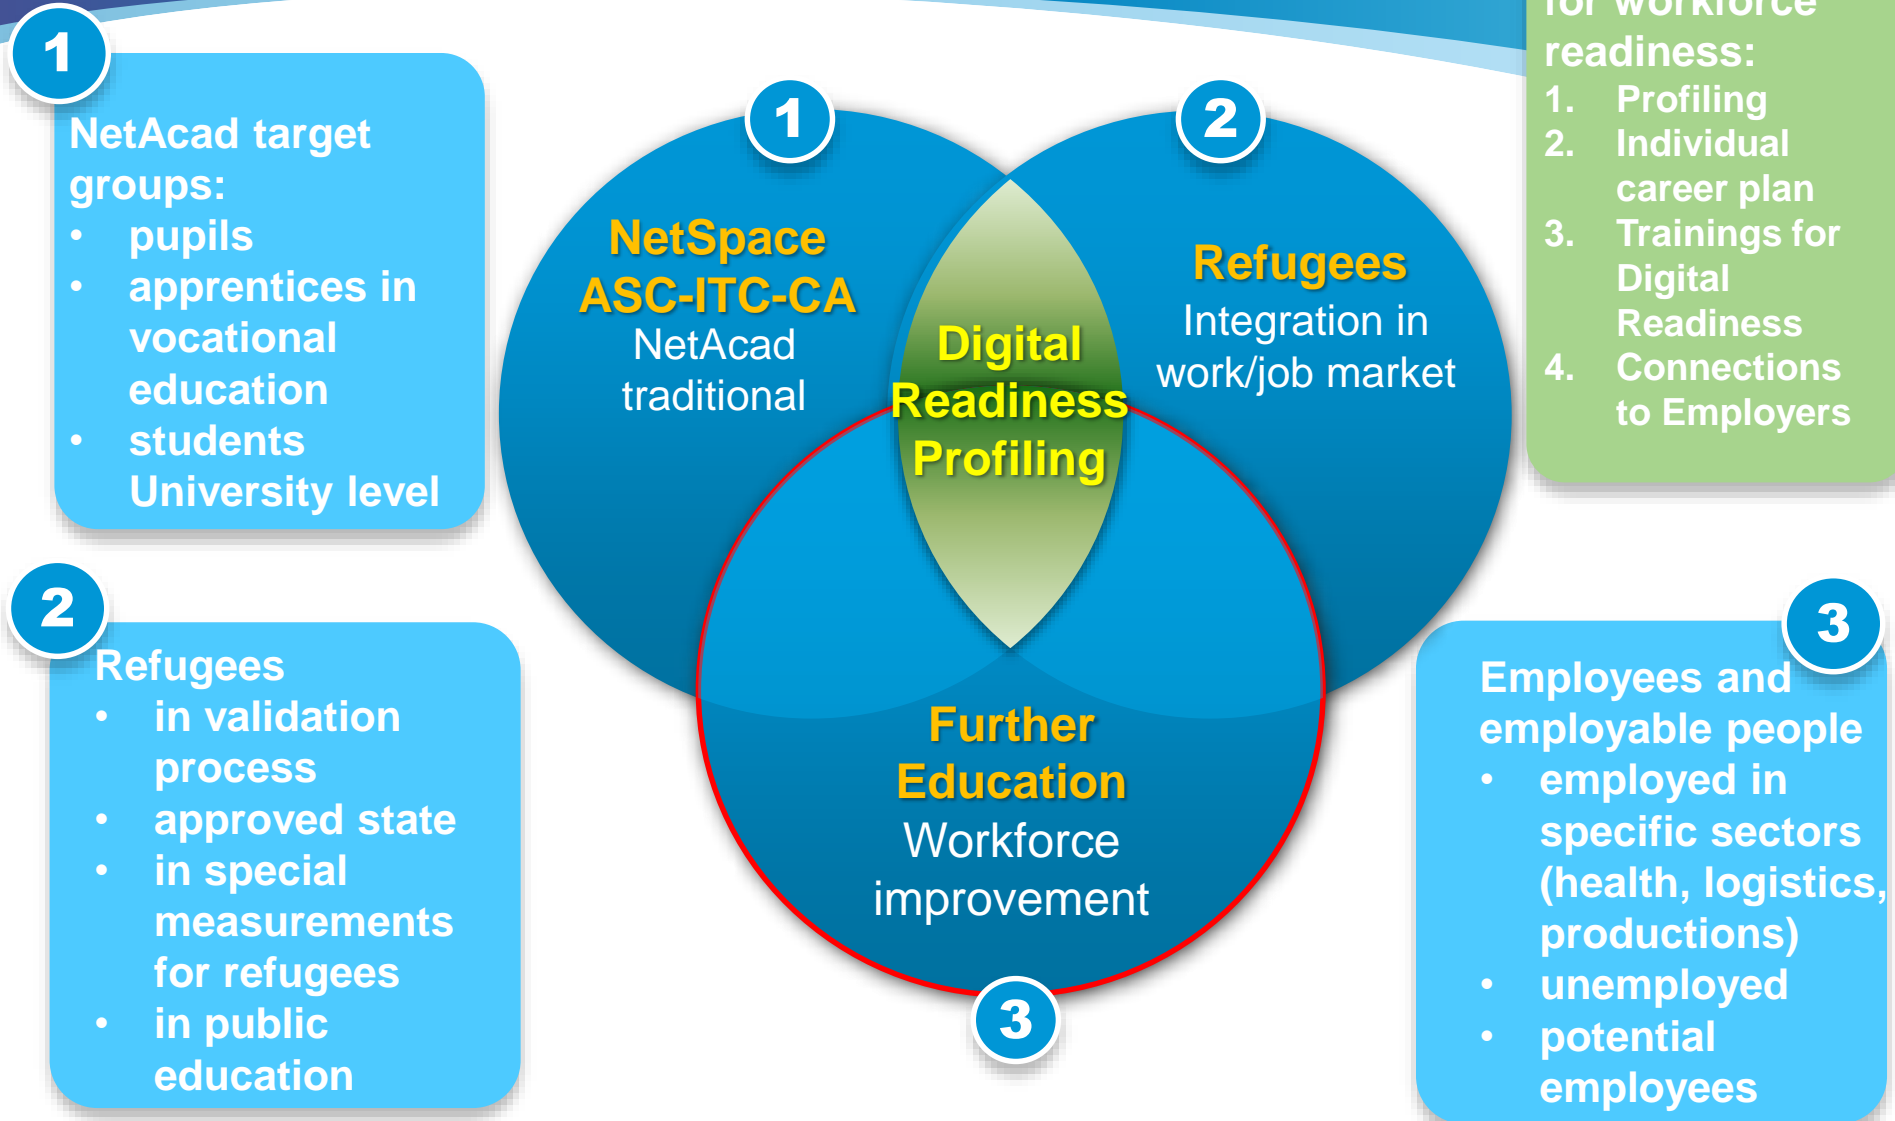 1
NetAcad target
groups:
• pupils
• apprentices in
vocational
education
• students
University level
2
Refugees
• in validation
process
• approved state
• in special
measurements
for refugees
• in public
education
1
NetSpace
ASC-ITC-CA
NetAcad
traditional
2
Refugees
Integration in
work/job market
Digital
Readiness
Profiling
Further
Education
Workforce
improvement
3
for workforce
readiness:
1. Profiling
2. Individual
career plan
3. Trainings for
Digital
Readiness
4. Connections
to Employers
3
Employees and
employable people
• employed in
specific sectors
(health, logistics,
productions)
• unemployed
• potential
employees